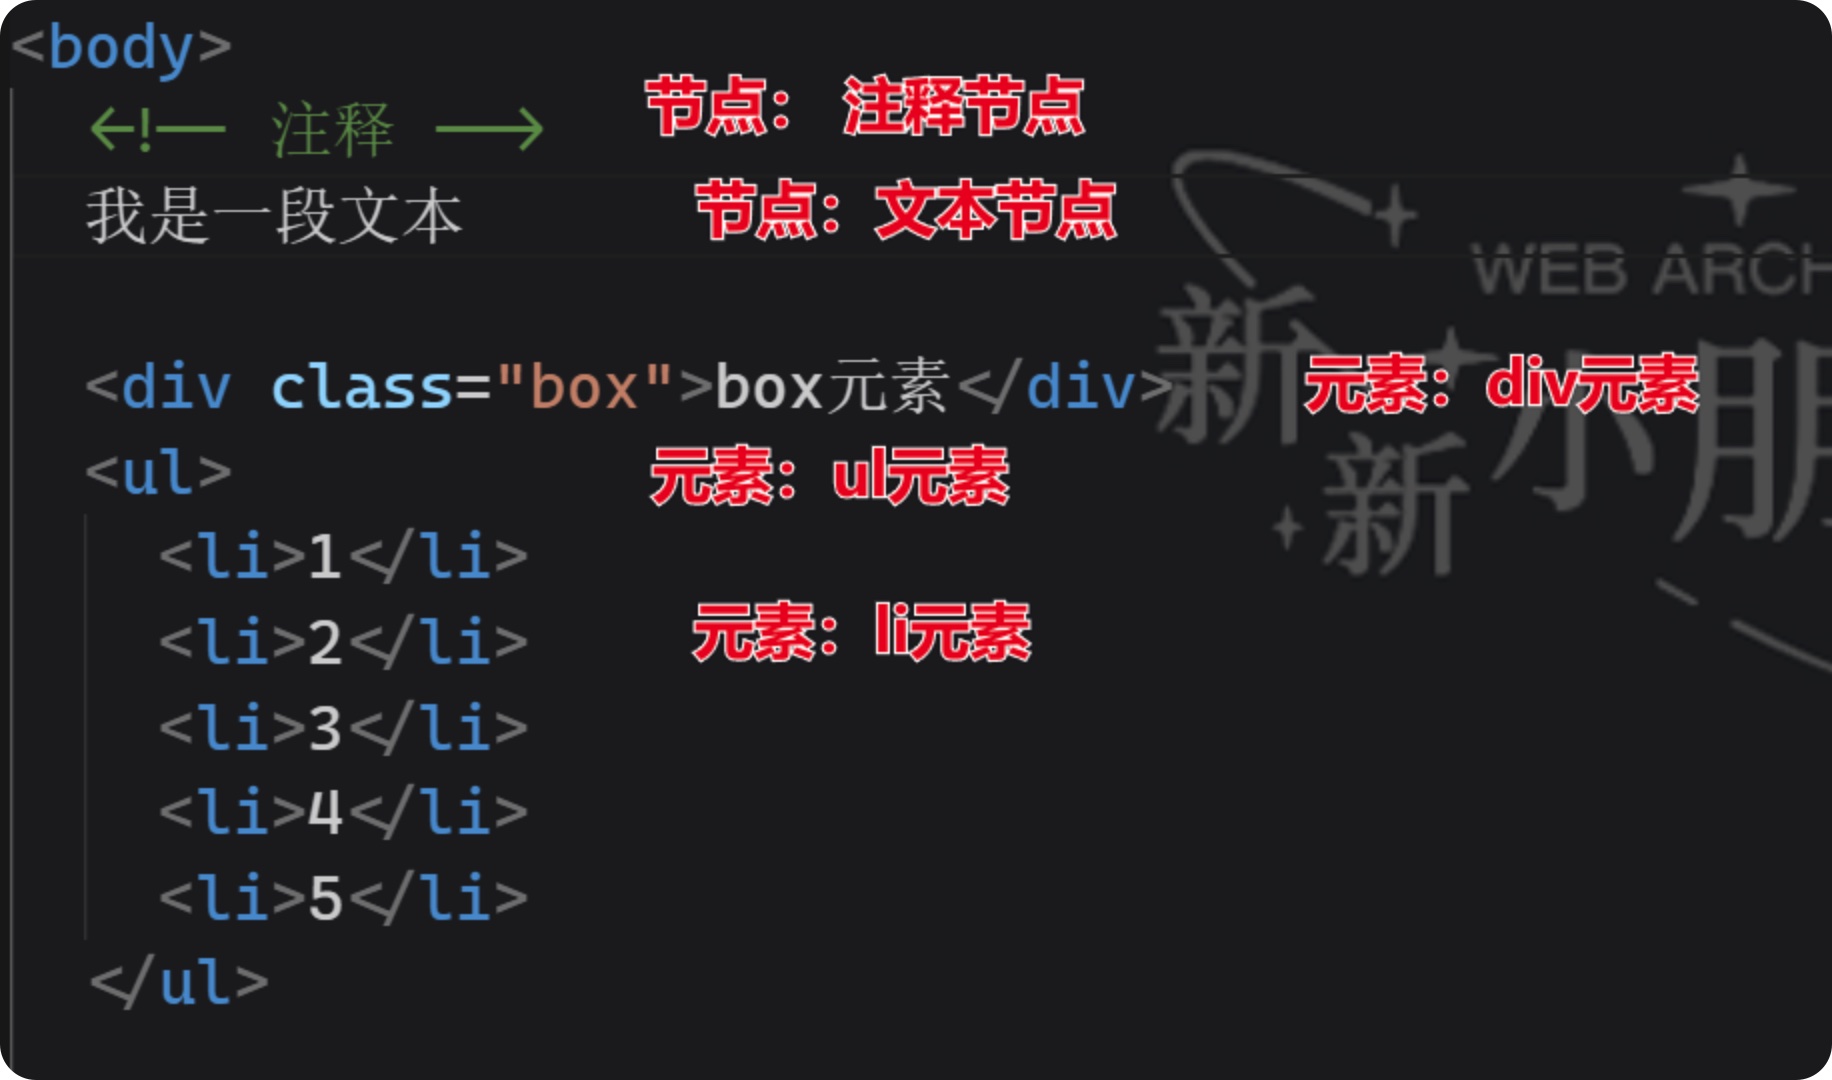 <body>
<!-- 注释 --> 节点： 注释节点
我是一段文本 节点：文本节点
WEB ARCH
<div class="box">box元素</div> 元素：div元素
新新小朋
<ul> 元素：ul元素
<li>1</li>
<li>2</li> 元素：li元素
<li>3</li>
<li>4</li>
<li>5</li>
</ul>